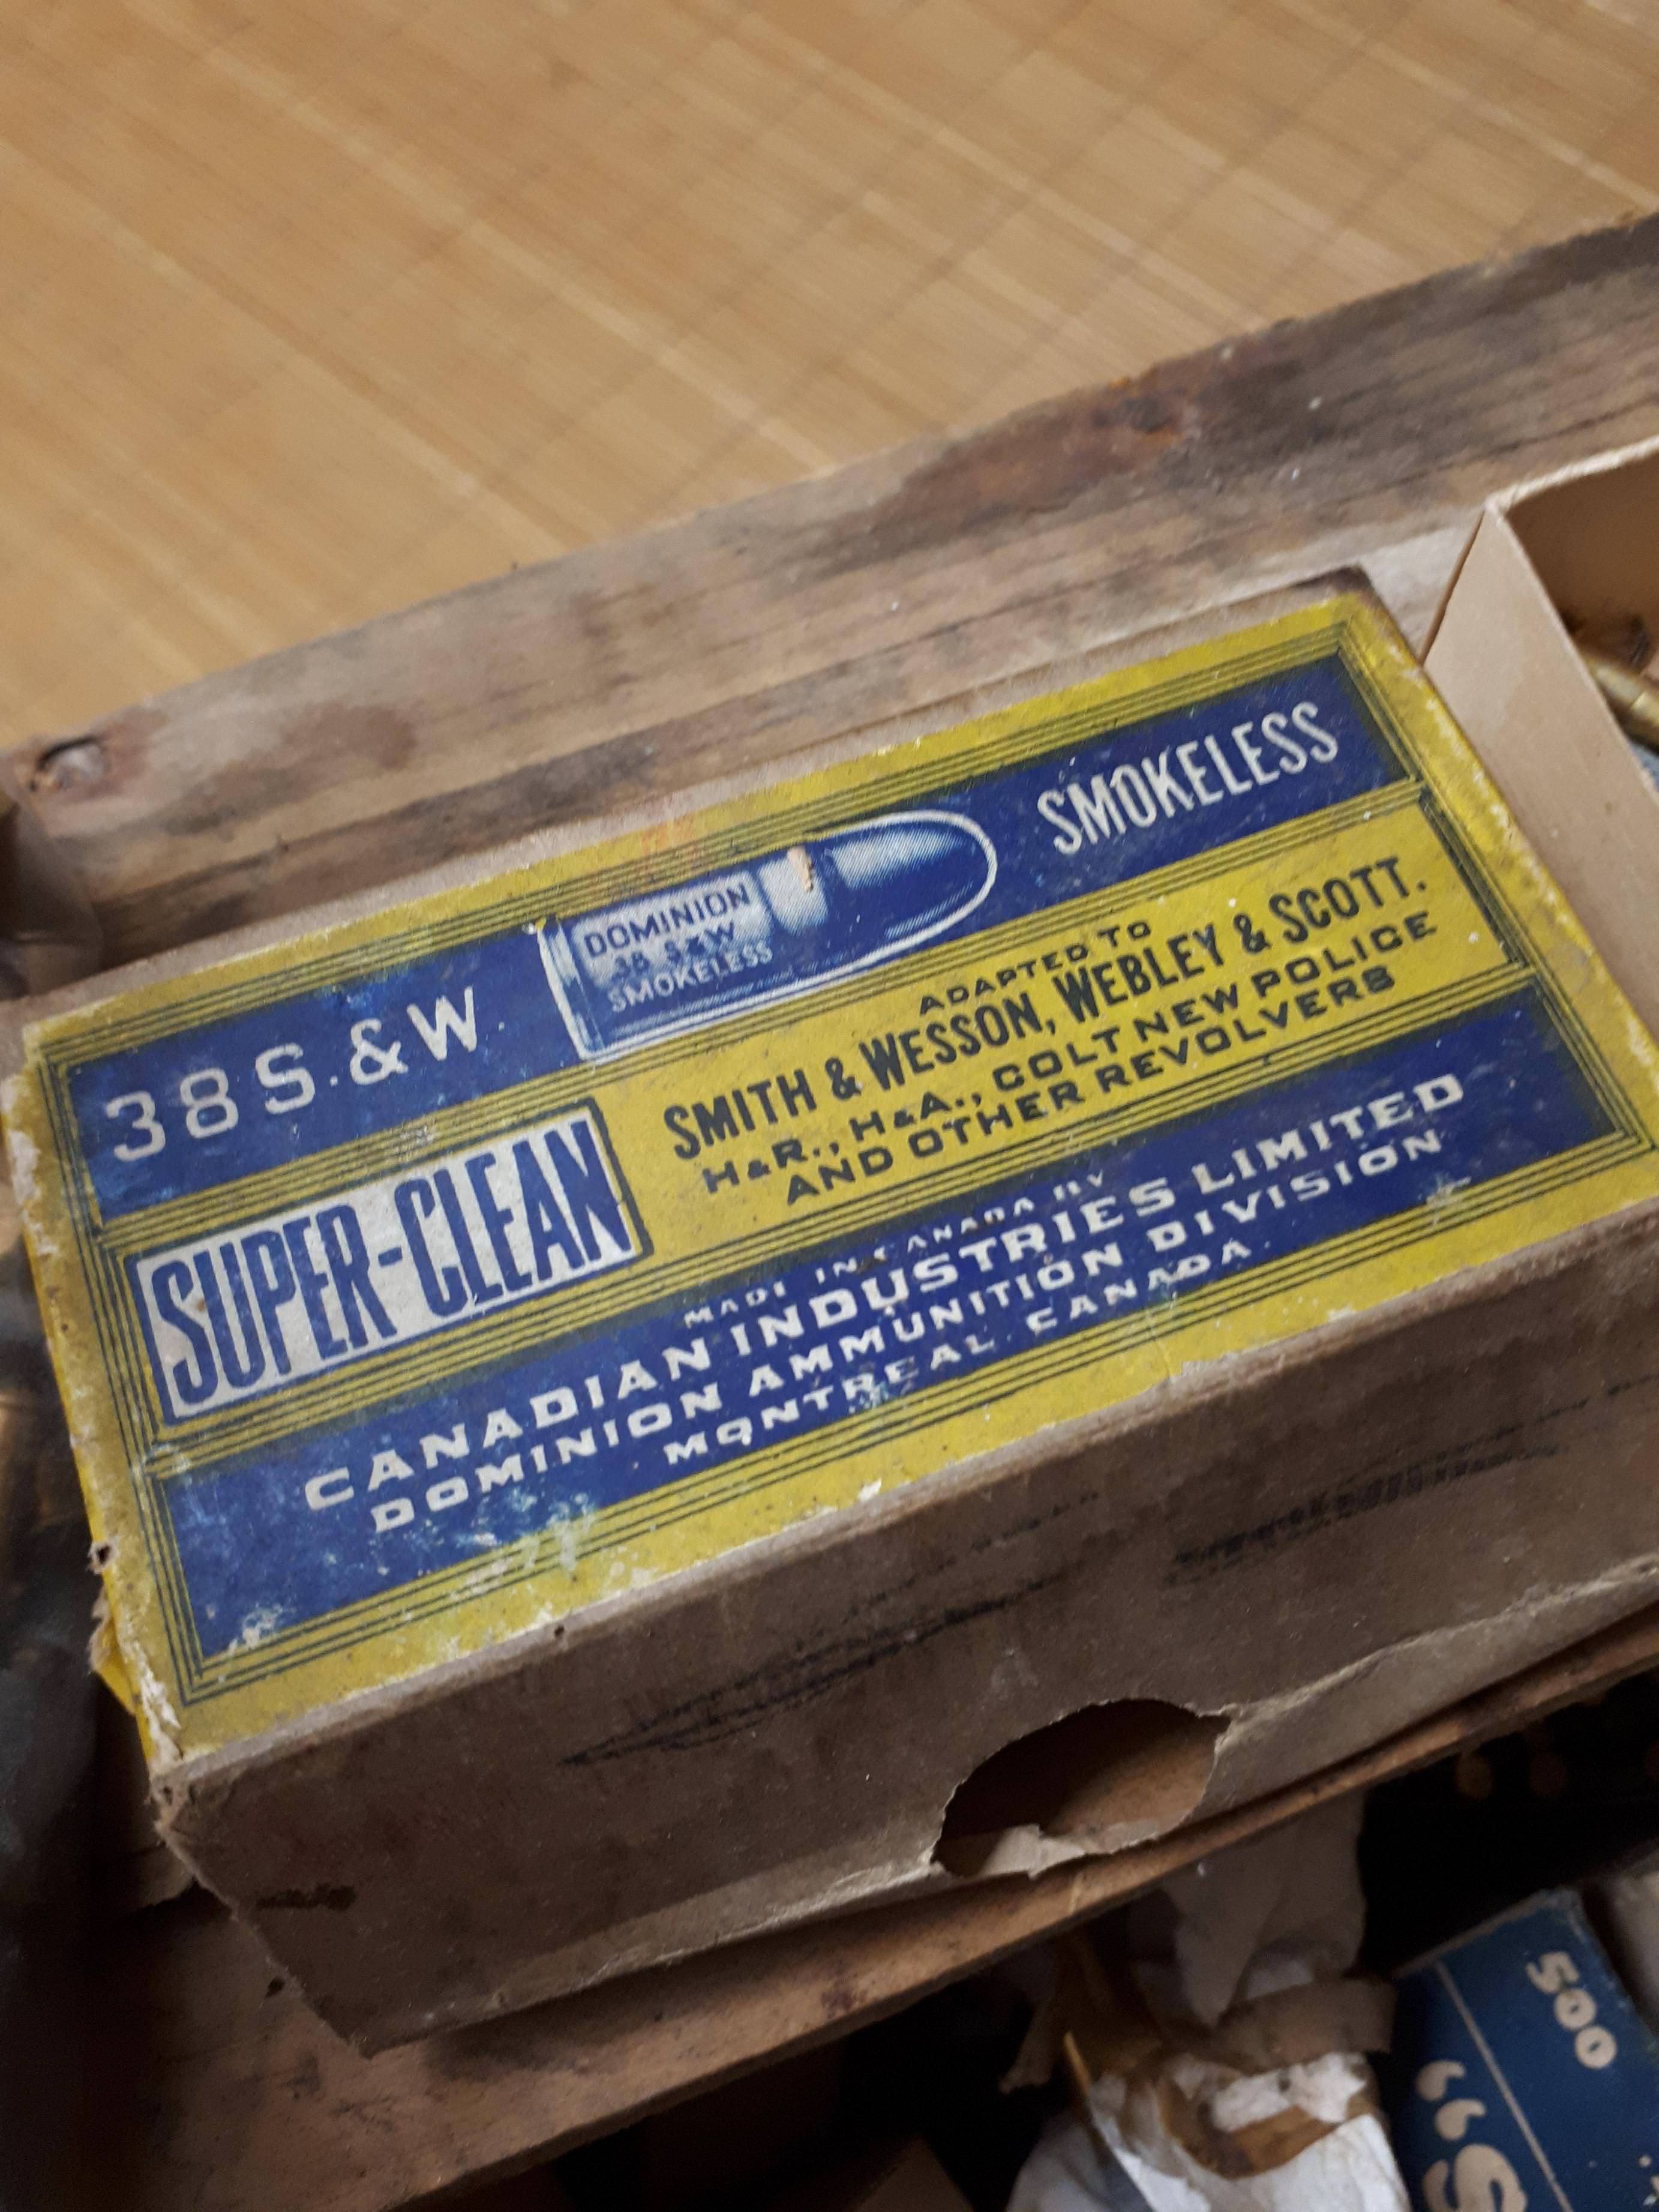 38 S.&W
DOMINION
38 S&W
SMOKELESS
SMOKELESS
SUPER-CLEAN
ADAPTED TO
SMITH & WESSON, WEBLEY & SCOTT.
H&R., H&A., COLT NEW POLICE
AND OTHER REVOLVERS
MADE IN CANADA BY
CANADIAN INDUSTRIES LIMITED
DOMINION AMMUNITION DIVISION
MONTREAL CANADA
500